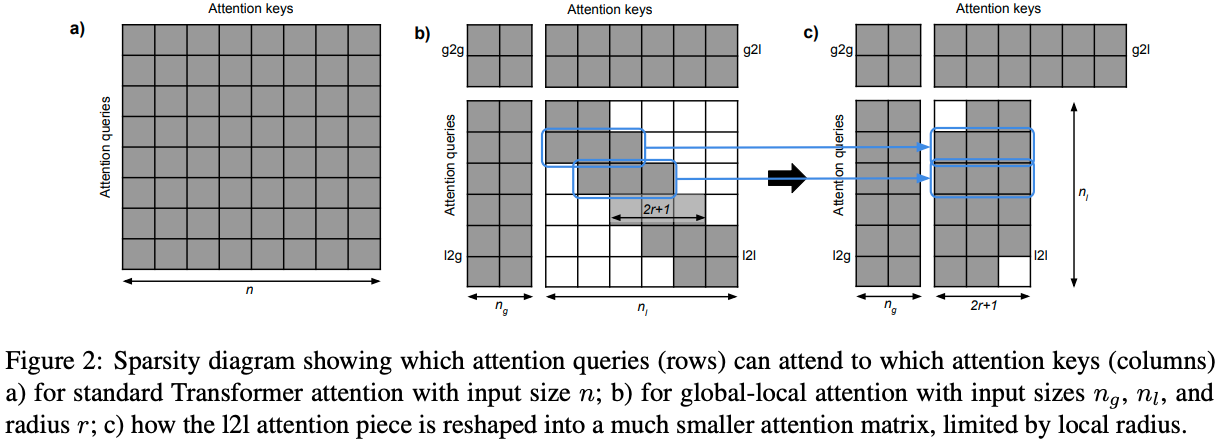 Attention keys
a)
Attention queries
n
Attention keys
b)
g2g
g2l
Attention queries
2r+1
l2g
l2l
n_g
n_l
Attention keys
c)
g2g
g2l
Attention queries
n_l
l2g
l2l
n_g
2r+1
Figure 2: Sparsity diagram showing which attention queries (rows) can attend to which attention keys (columns)
a) for standard Transformer attention with input size n; b) for global-local attention with input sizes n_g, n_l, and
radius r; c) how the l2l attention piece is reshaped into a much smaller attention matrix, limited by local radius.